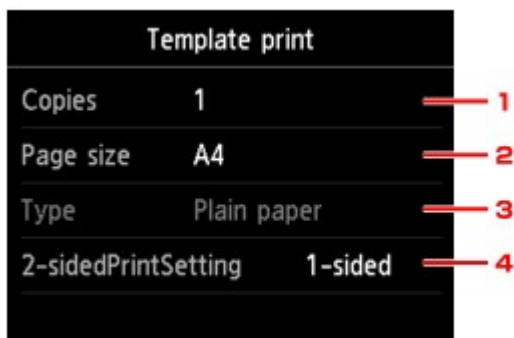 Template print
Copies 1 1
Page size A4 2
Type Plain paper 3
2-sidedPrintSetting 1-sided 4